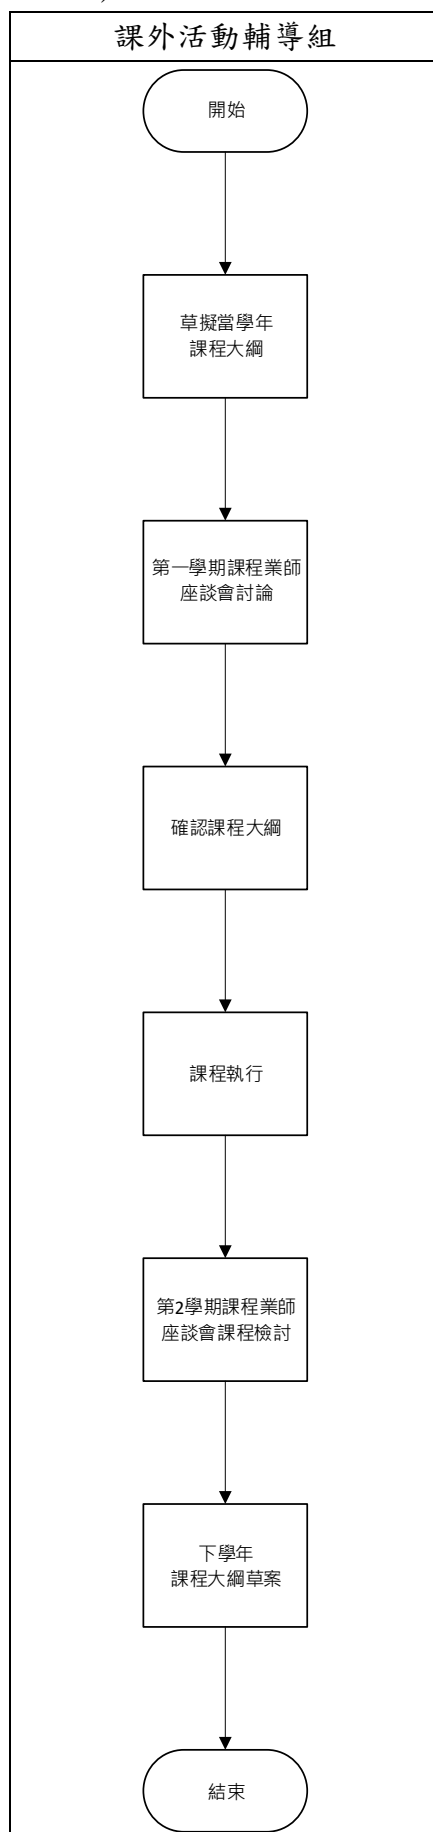 課外活動輔導組
開始
草擬當學年
課程大綱
第一學期課程業師
座談會討論
確認課程大綱
課程執行
第2學期課程業師
座談會課程檢討
下學年
課程大綱草案
結束